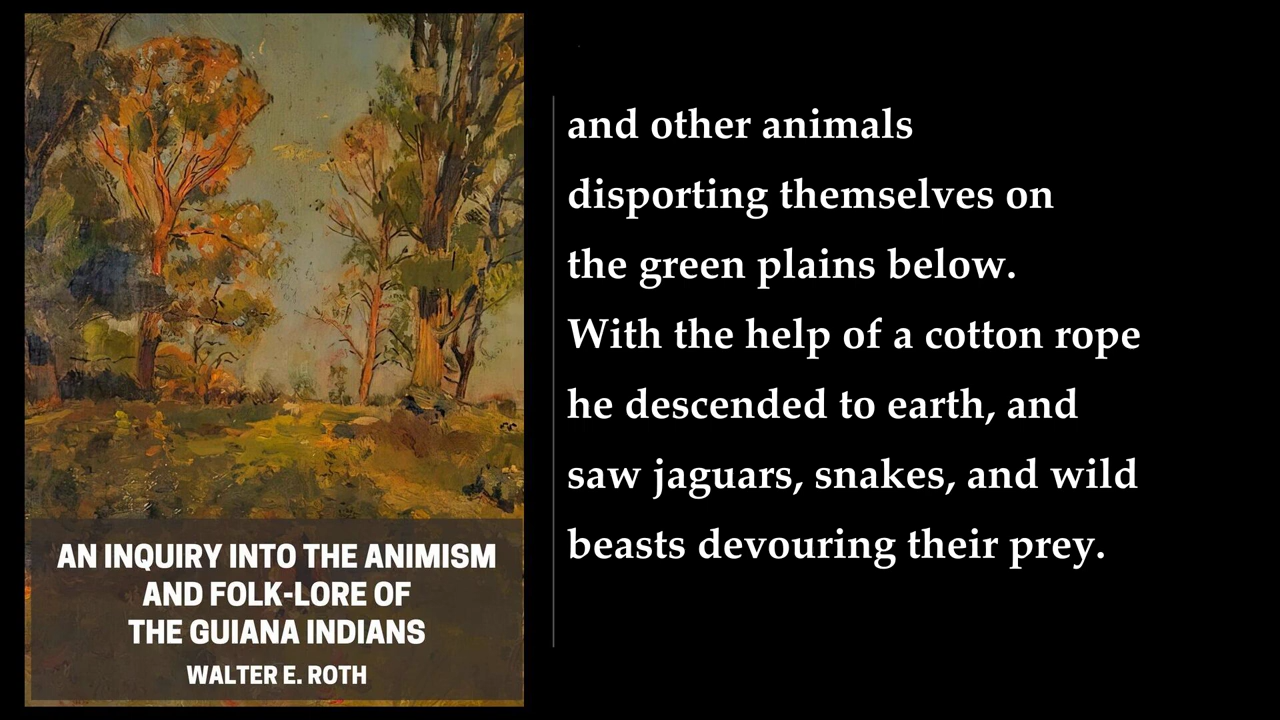 AN INQUIRY INTO THE ANIMISM
AND FOLK-LORE OF
THE GUIANA INDIANS
WALTER E. ROTH
and other animals
disporting themselves on
the green plains below.
With the help of a cotton rope
he descended to earth, and
saw jaguars, snakes, and wild
beasts devouring their prey.